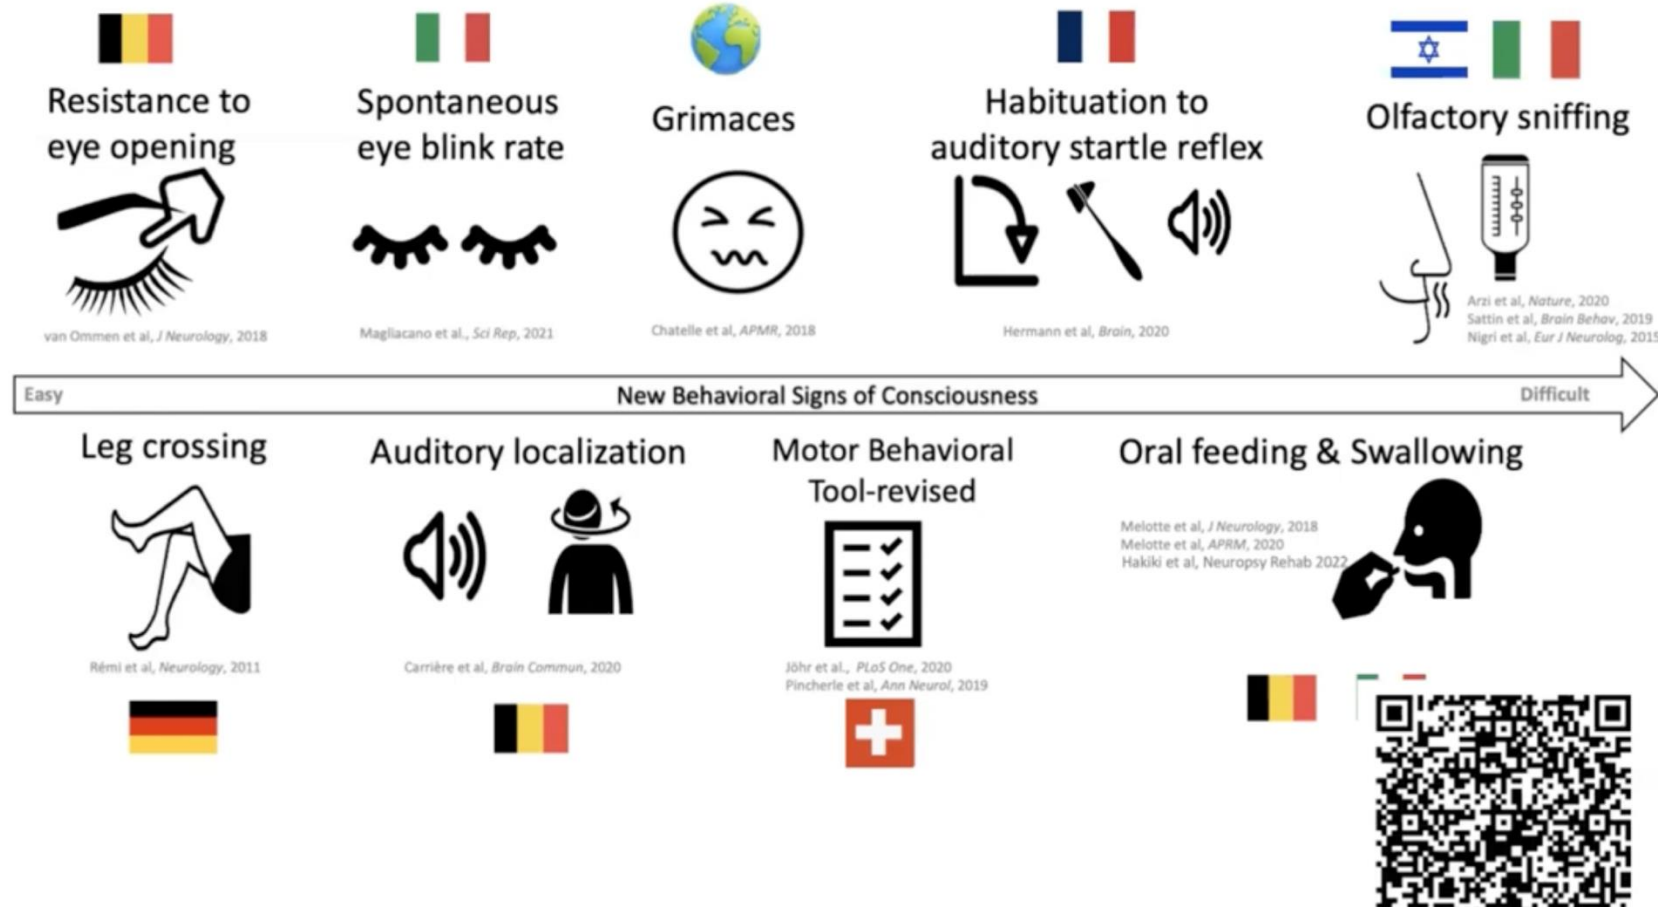 Resistance to
eye opening
van Ommen et al, J Neurology, 2018
Spontaneous
eye blink rate
Magliacano et al., Sci Rep, 2021
Grimaces
Chatelle et al, APMR, 2018
Habituation to
auditory startle reflex
Hermann et al, Brain, 2020
Olfactory sniffing
Arzi et al, Nature, 2020
Sattin et al, Brain Behav, 2019
Nigri et al, Eur J Neurolog, 2015
Easy
New Behavioral Signs of Consciousness
Difficult
Leg crossing
Rémi et al, Neurology, 2011
Auditory localization
Carrière et al, Brain Commun, 2020
Motor Behavioral
Tool-revised
Jöhr et al., PLoS One, 2020
Pincherle et al, Ann Neurol, 2019
Oral feeding & Swallowing
Melotte et al, J Neurology, 2018
Melotte et al, APRM, 2020
Hakiki et al, Neuropsy Rehab 2022